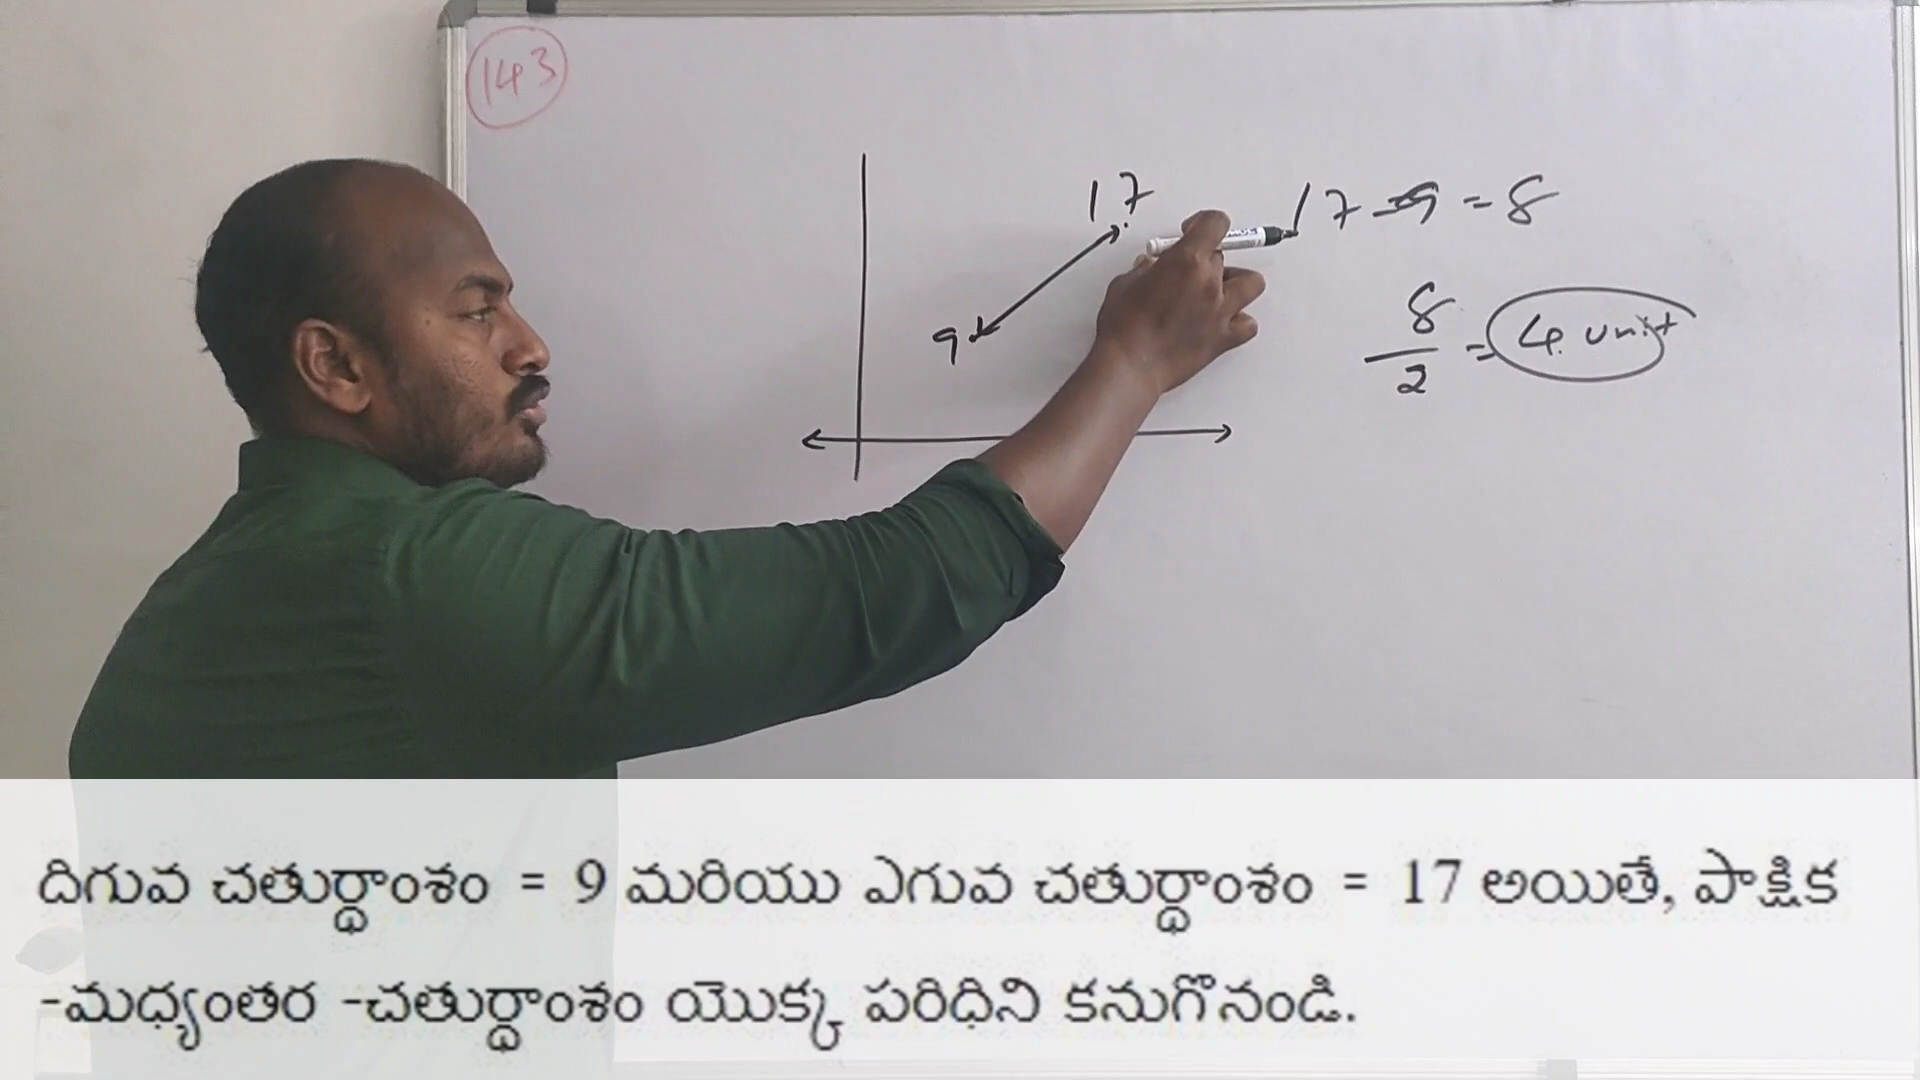 143
17
9
17-9 = 8
8/2 = 4 unit
దిగువ చతుర్థాంశం = 9 మరియు ఎగువ చతుర్థాంశం = 17 అయితే, పాక్షిక
-మధ్యంతర -చతుర్థాంశం యొక్క పరిధిని కనుగొనండి.